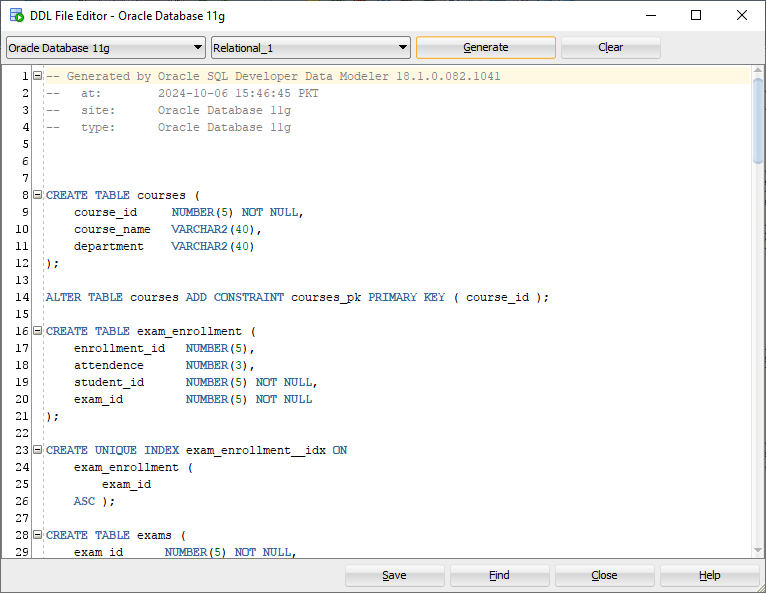 DDL File Editor - Oracle Database 11g
Oracle Database 11g Relational_1 Generate Clear
1 -- Generated by Oracle SQL Developer Data Modeler 18.1.0.082.1041
2 --   at:        2024-10-06 15:46:45 PKT
3 --   site:      Oracle Database 11g
4 --   type:      Oracle Database 11g
5
6
7
8 CREATE TABLE courses (
9     course_id     NUMBER(5) NOT NULL,
10     course_name   VARCHAR2(40),
11     department    VARCHAR2(40)
12 );
13
14 ALTER TABLE courses ADD CONSTRAINT courses_pk PRIMARY KEY ( course_id );
15
16 CREATE TABLE exam_enrollment (
17     enrollment_id   NUMBER(5),
18     attendence      NUMBER(3),
19     student_id      NUMBER(5) NOT NULL,
20     exam_id         NUMBER(5) NOT NULL
21 );
22
23 CREATE UNIQUE INDEX exam_enrollment__idx ON
24     exam_enrollment (
25         exam_id
26     ASC );
27
28 CREATE TABLE exams (
29     exam_id      NUMBER(5) NOT NULL,
Save Find Close Help